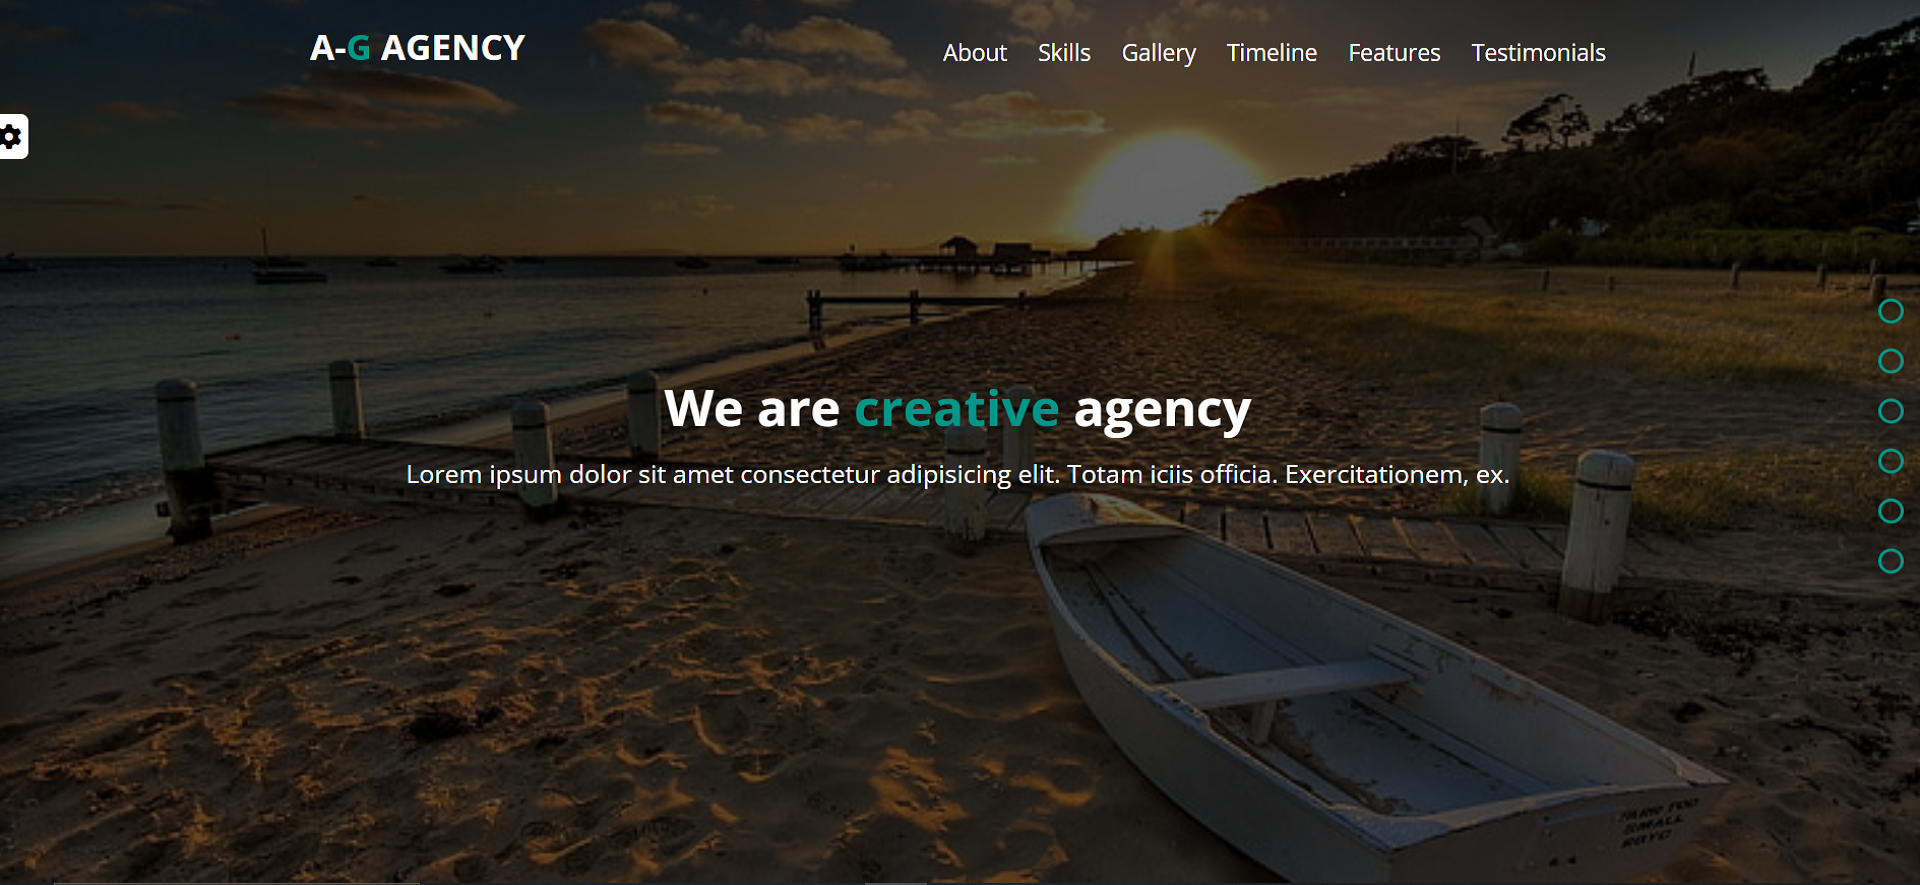 A-G AGENCY
About Skills Gallery Timeline Features Testimonials
We are creative agency
Lorem ipsum dolor sit amet consectetur adipisicing elit. Totam iciis officia. Exercitationem, ex.
SMALL